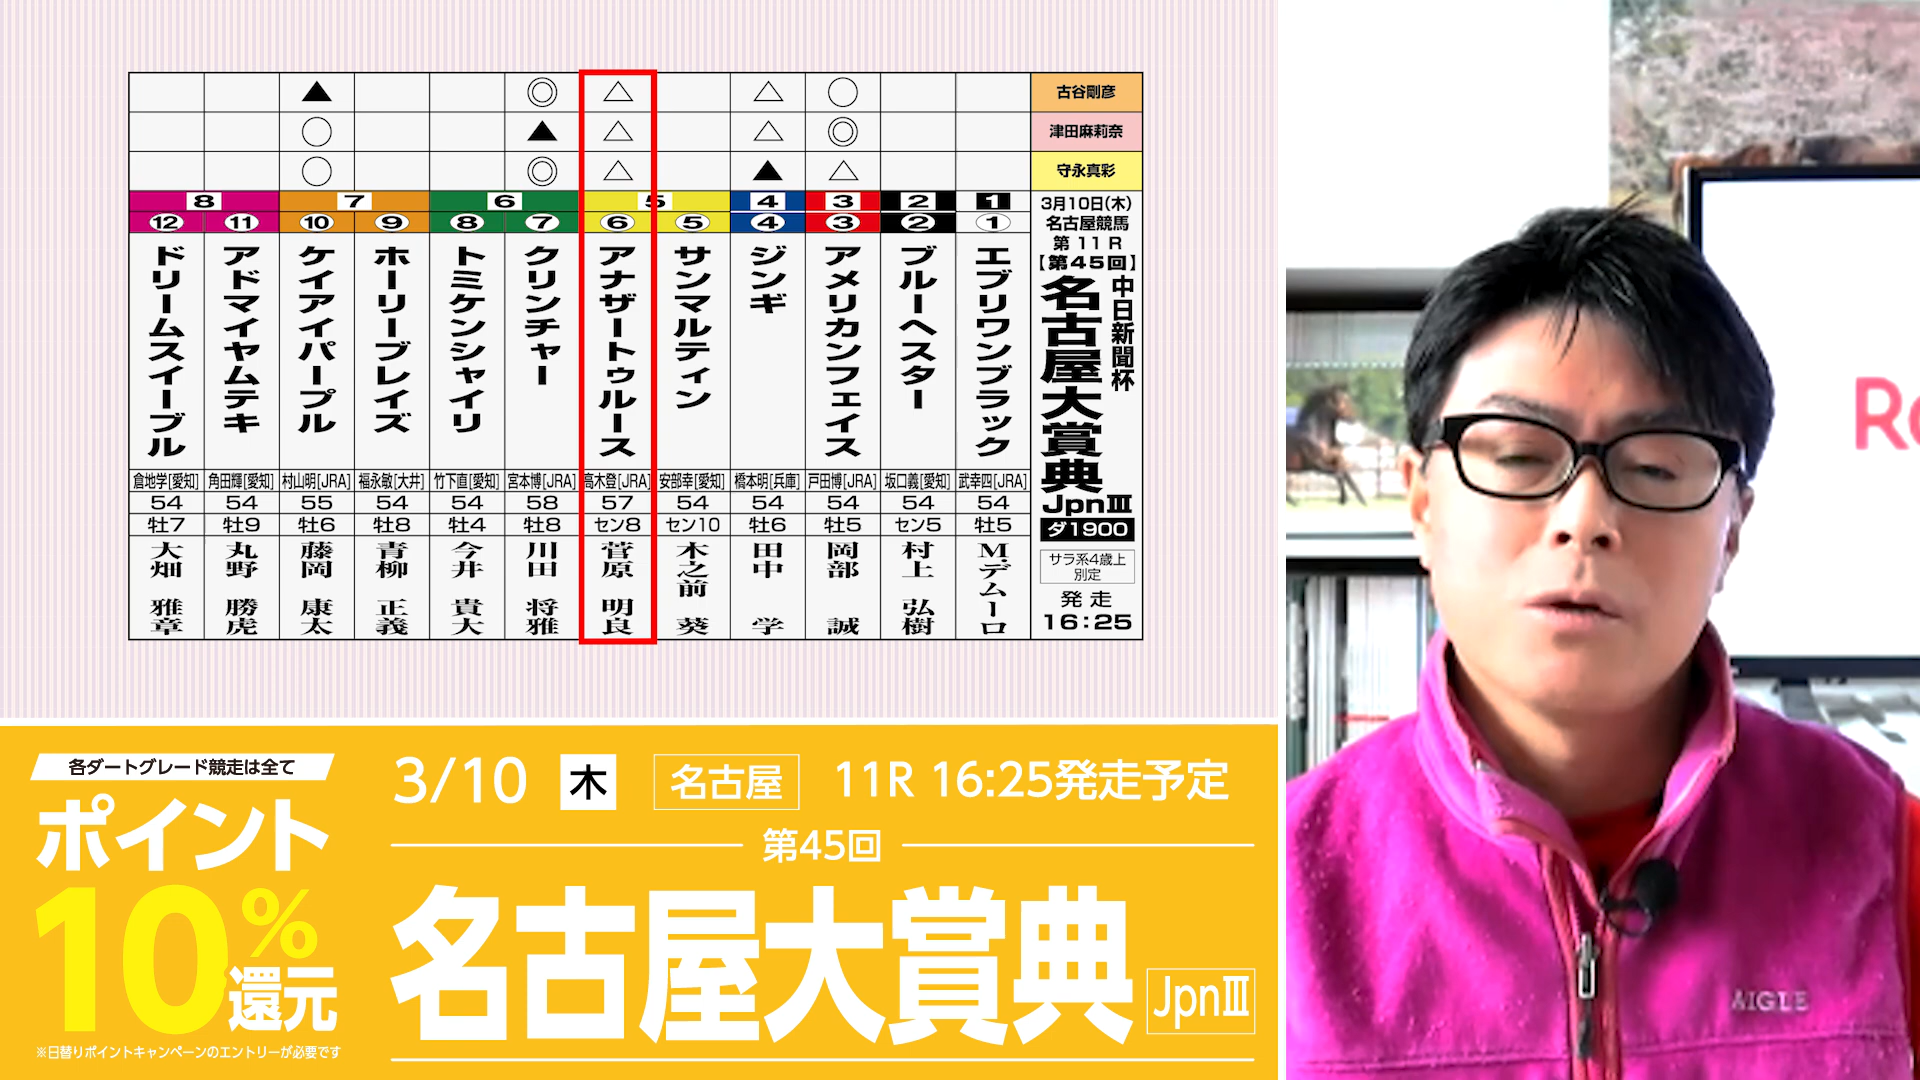 古谷剛彦 ○ △ △ ◎ ▲
津田麻莉奈 ◎ △ △ ▲ ○
守永真彩 △ ▲ △ ◎ ○
3月10日(木)
名古屋競馬
第11R
【第45回】
中日新聞杯
名古屋大賞典
JpnⅢ
ダ1900
サラ系4歳上
別定
発走
16:25
1 1 エブリワンブラック 武幸四[JRA] 54 牡5 M.デムーロ
2 2 ブルーヘスター 坂口義[愛知] 54 セン5 村上弘樹
3 3 アメリカンフェイス 戸田博[JRA] 54 牡5 岡部誠
4 4 ジンギ 橋本明[兵庫] 54 牡6 田中学
5 5 サンマルティン 安部幸[愛知] 54 セン10 木之前葵
6 アナザートゥルース 高木登[JRA] 57 セン8 菅原明良
6 7 クリンチャー 宮本博[JRA] 58 牡8 川田将雅
8 トミケンシャイリ 竹下直[愛知] 54 牡4 今井貴大
7 9 ホーリーブレイズ 福永敏[大井] 54 牡8 青柳正義
10 ケイアイパープル 村山明[JRA] 55 牡6 藤岡康太
8 11 アドマイヤムテキ 角田輝[愛知] 54 牡9 丸野勝虎
12 ドリームスイーブル 倉地学[愛知] 54 牡7 大畑雅章
各ダートグレード競走は全て
ポイント
10%
還元
※日替りポイントキャンペーンのエントリーが必要です
3/10 木 名古屋 11R 16:25発走予定
第45回
名古屋大賞典
JpnⅢ
AIGLE